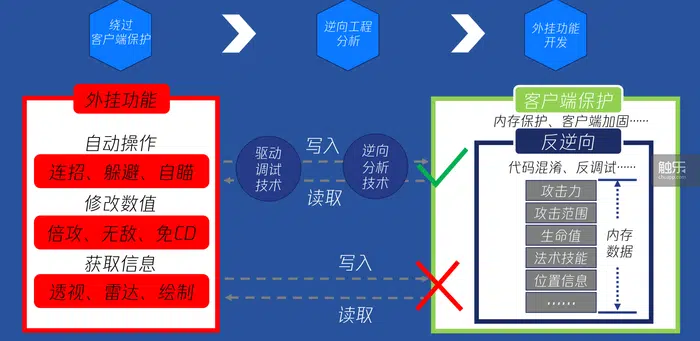 绕过
客户端保护
逆向工程
分析
外挂功能
开发
外挂功能
自动操作
连招、躲避、自瞄
修改数值
倍攻、无敌、免CD
获取信息
透视、雷达、绘制
驱动
调试
技术
写入
读取
逆向
分析
技术
写入
读取
客户端保护
内存保护、客户端加固……
反逆向
代码混淆、反调试……
攻击力
攻击范围
生命值
法术技能
位置信息
……
内存
数据
触乐